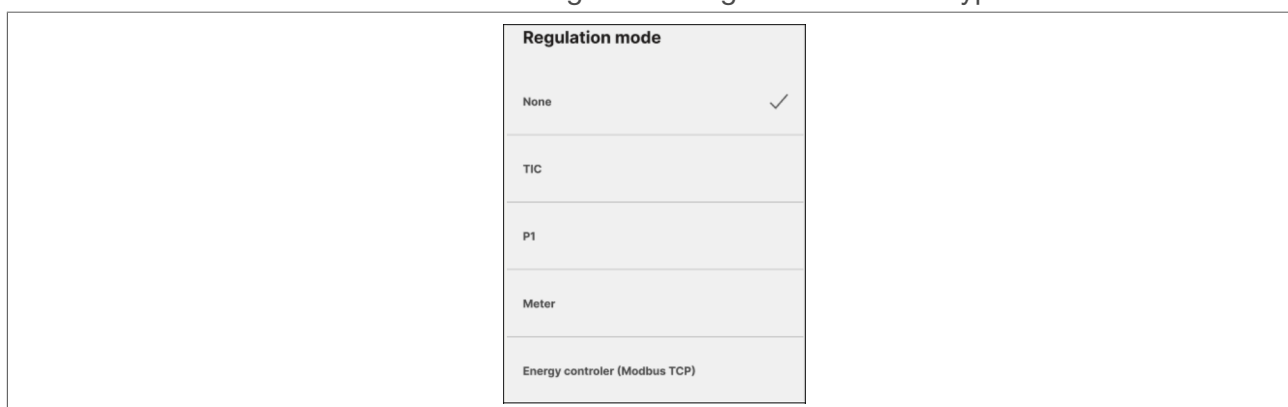 Regulation mode
None
TIC
P1
Meter
Energy controler (Modbus TCP)